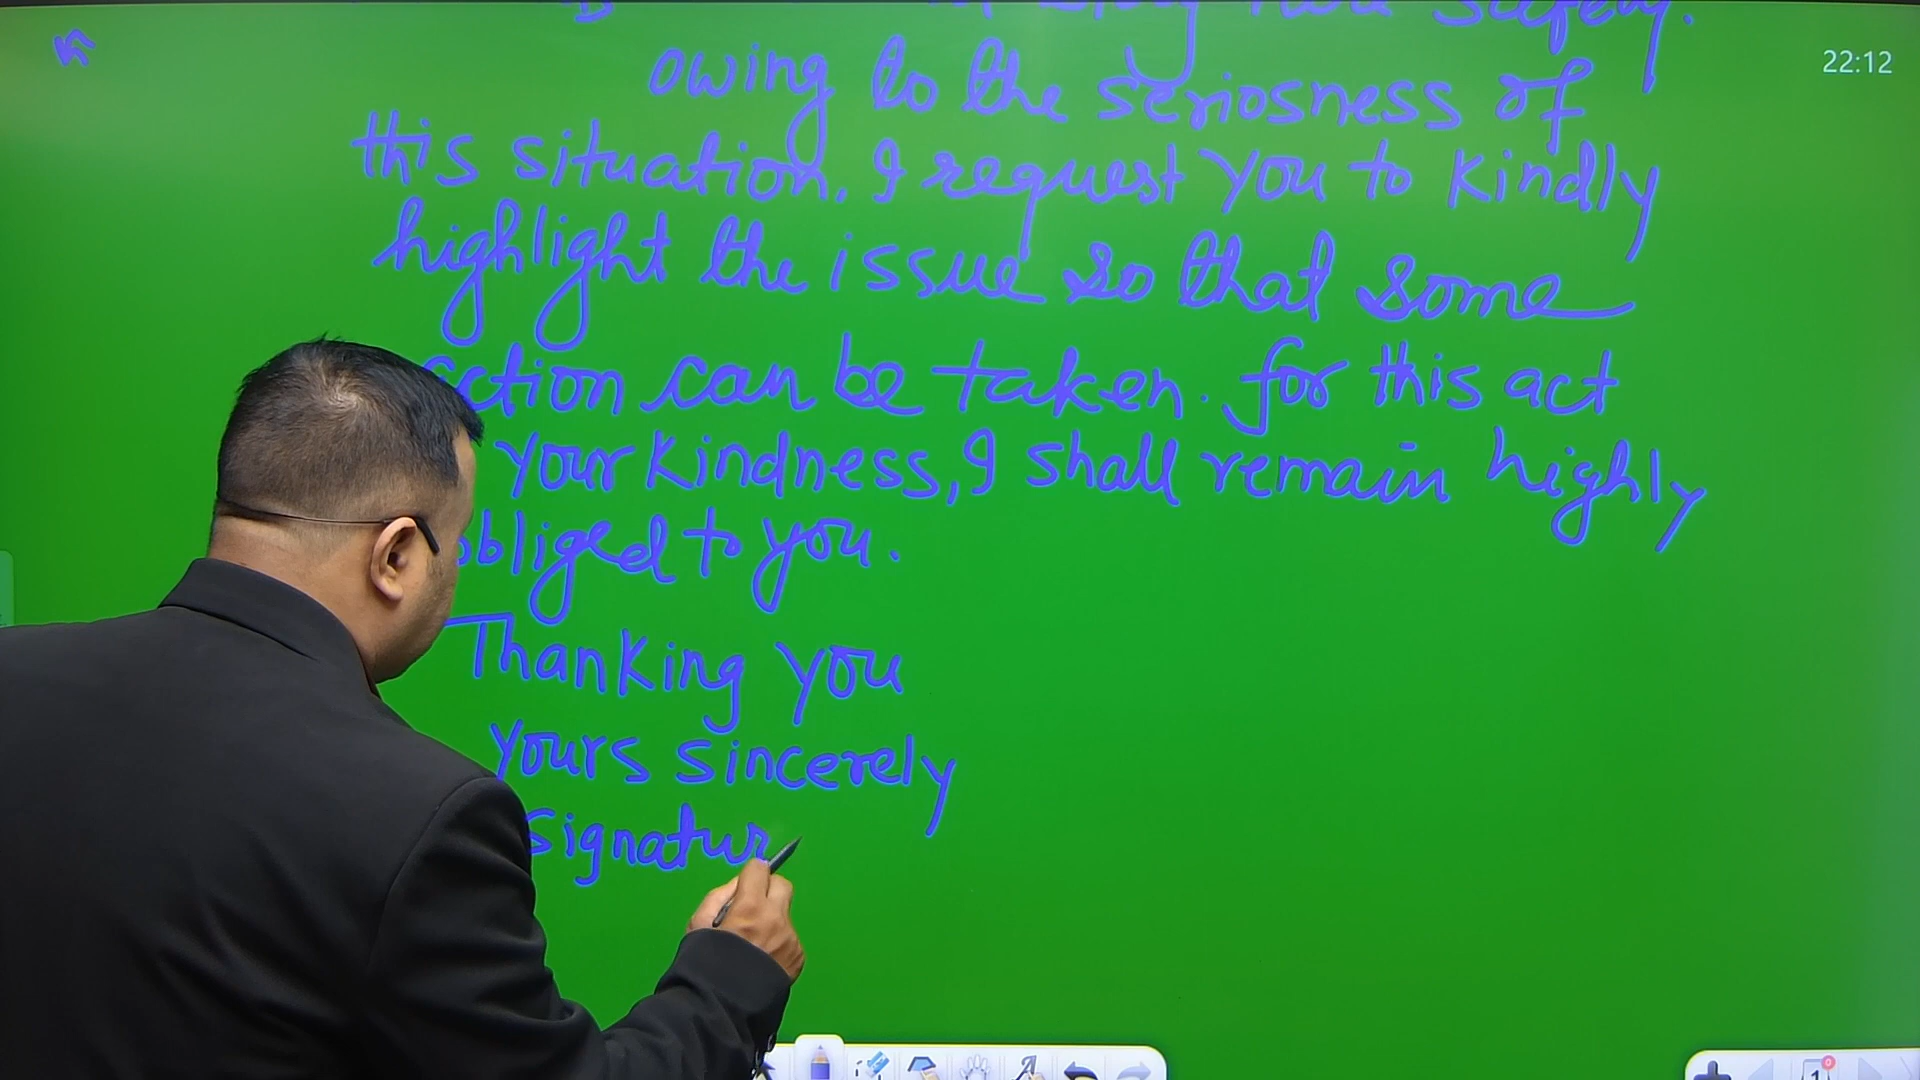 safety.
owing to the seriosness of
this situation, I request you to kindly
highlight the issue so that some
action can be taken. for this act
your kindness, I shall remain highly
obliged to you.
Thanking you
yours sincerely
signatur
22:12
1